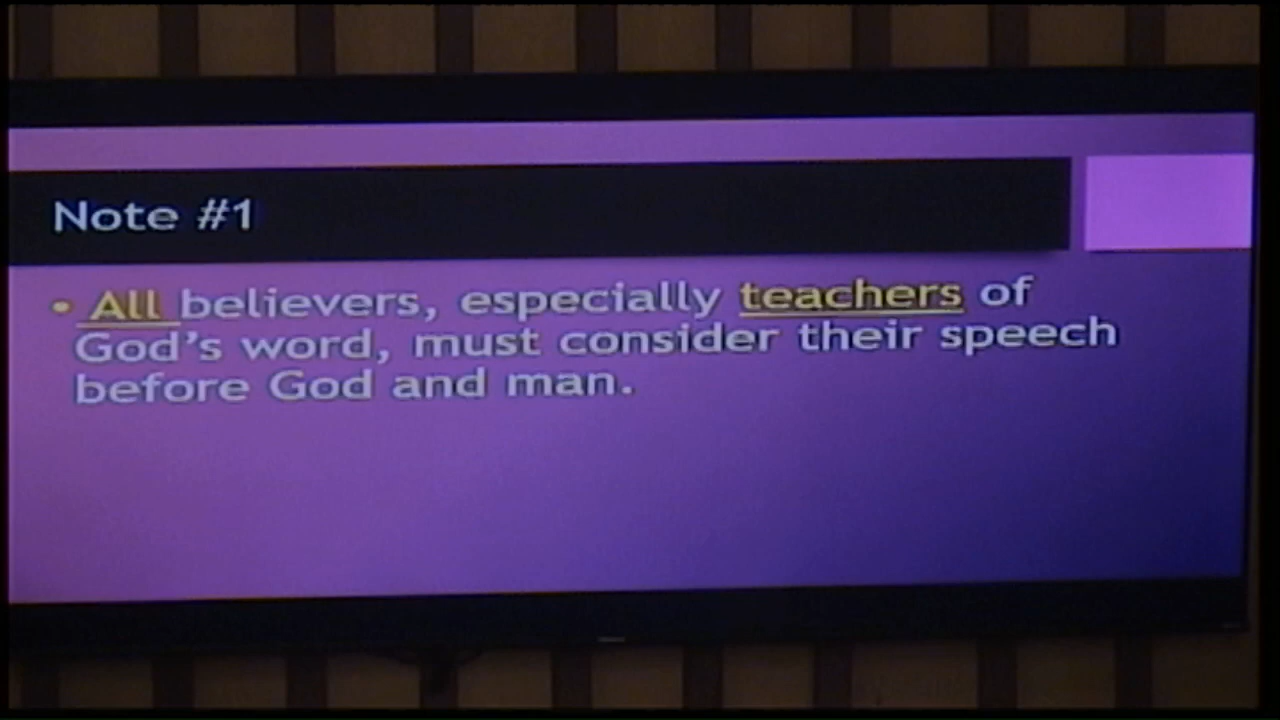 Note #1
• All believers, especially teachers of
God's word, must consider their speech
before God and man.